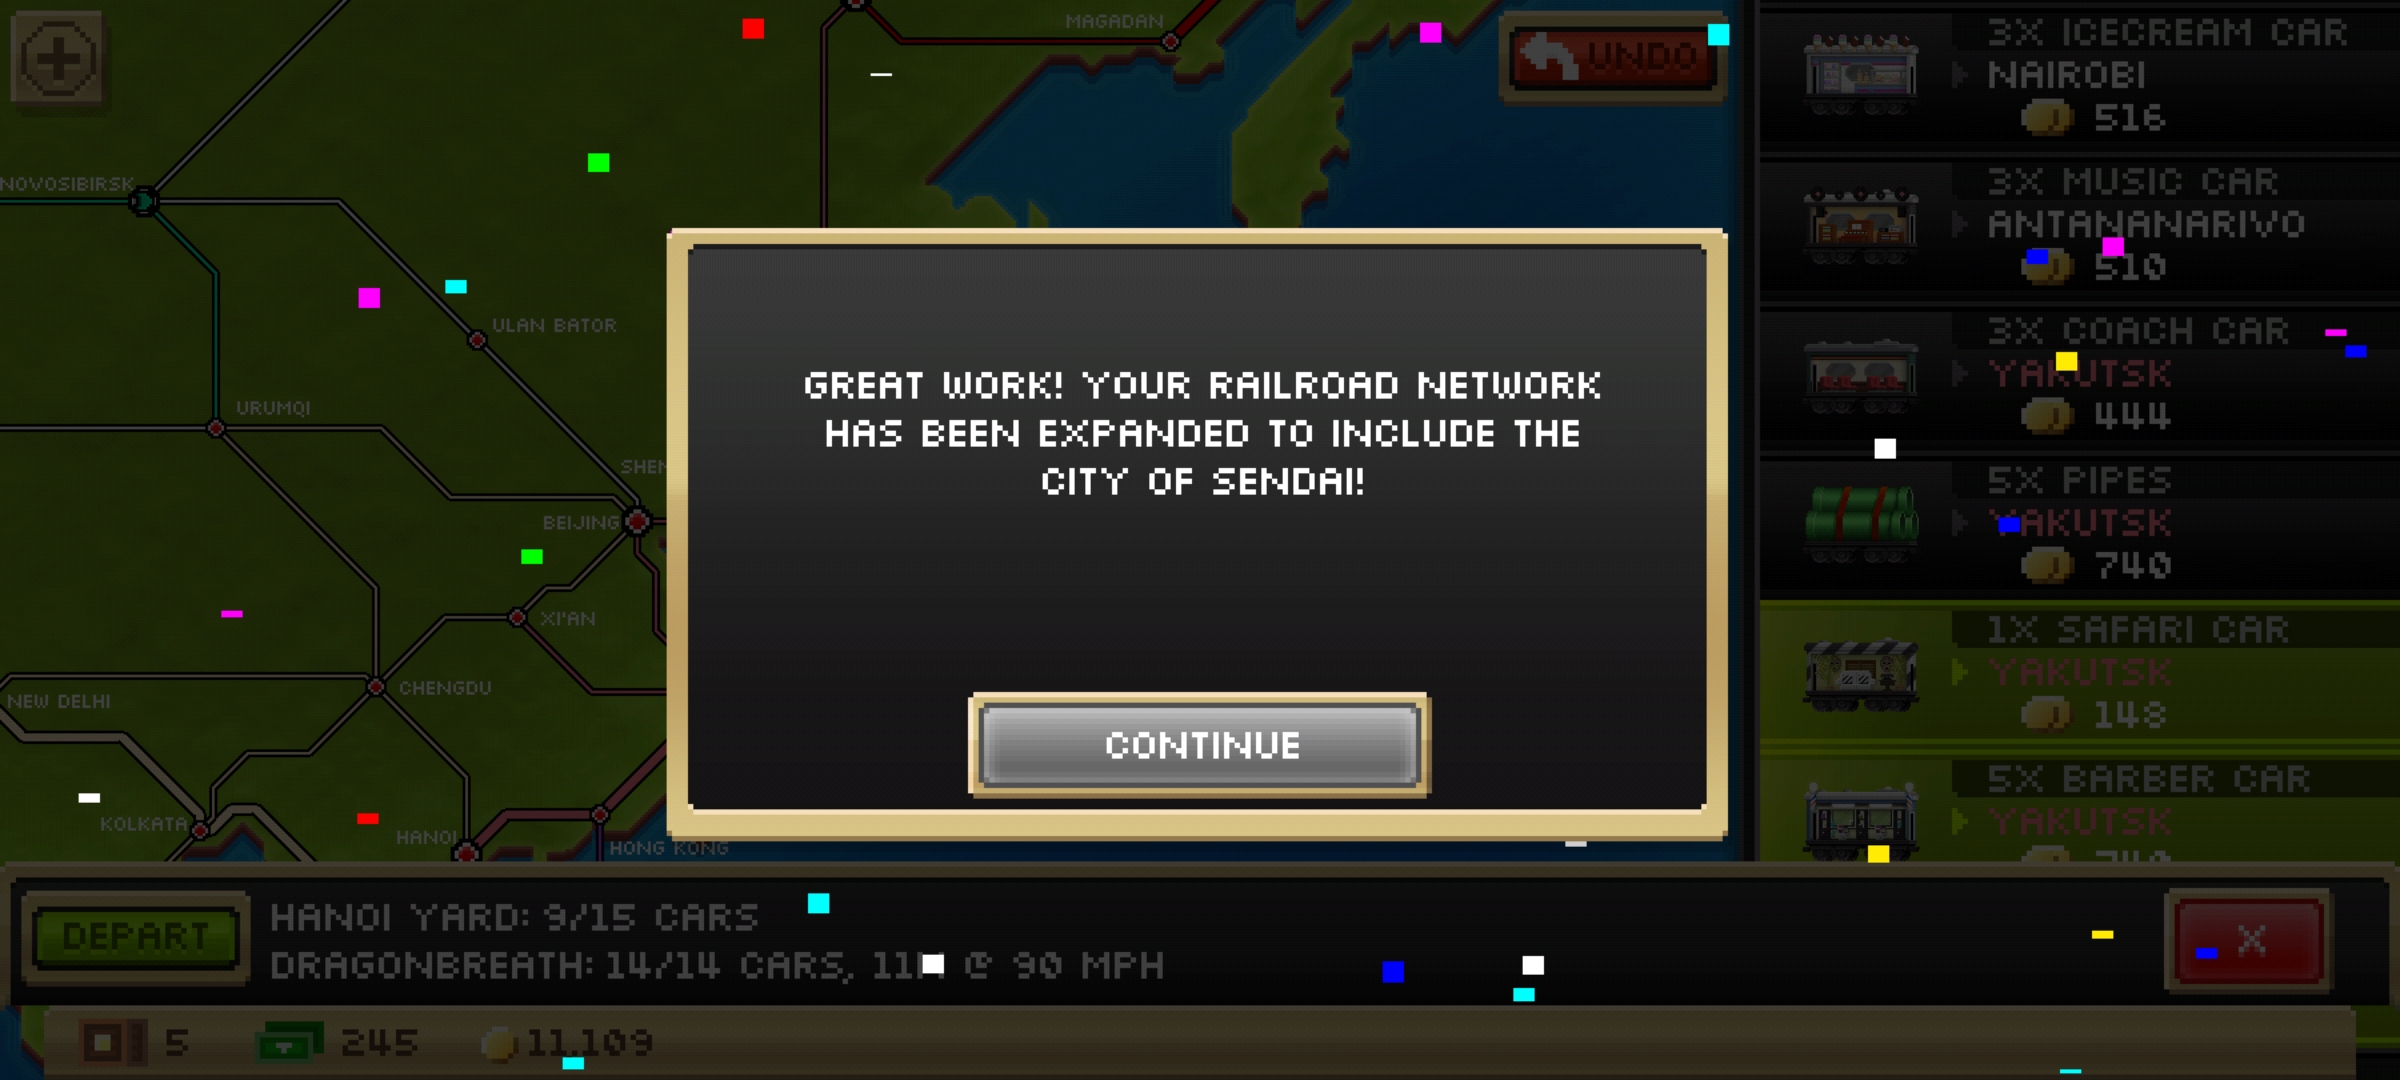 MAGADAN
UNDO
NOVOSIBIRSK
ULAN BATOR
URUMQI
SHEN
BEIJING
XI'AN
CHENGDU
NEW DELHI
KOLKATA
HANOI
HONG KONG
GREAT WORK! YOUR RAILROAD NETWORK
HAS BEEN EXPANDED TO INCLUDE THE
CITY OF SENDAI!
CONTINUE
3X ICECREAM CAR
NAIROBI
516
3X MUSIC CAR
ANTANANARIVO
510
3X COACH CAR
YAKUTSK
444
5X PIPES
YAKUTSK
740
1X SAFARI CAR
YAKUTSK
148
5X BARBER CAR
YAKUTSK
740
DEPART
HANOI YARD: 9/15 CARS
DRAGONBREATH: 14/14 CARS, 11M @ 90 MPH
X
5
245
11,109